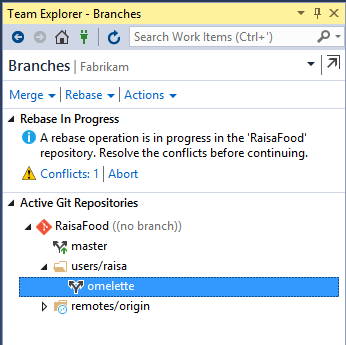 Team Explorer - Branches
Search Work Items (Ctrl+')
Branches | Fabrikam
Merge Rebase Actions
Rebase In Progress
A rebase operation is in progress in the 'RaisaFood'
repository. Resolve the conflicts before continuing.
Conflicts: 1 | Abort
Active Git Repositories
RaisaFood ((no branch))
master
users/raisa
omelette
remotes/origin